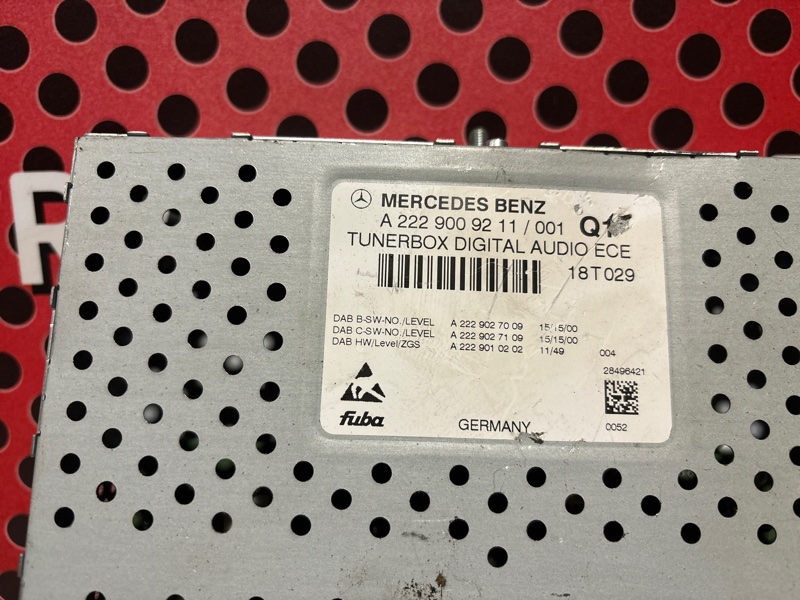 R
MERCEDES BENZ
A 222 900 92 11 / 001
TUNERBOX DIGITAL AUDIO ECE
18T029
DAB B-SW-NO./LEVEL A 222 902 70 09 15/15/00
DAB C-SW-NO./LEVEL A 222 902 71 09 15/15/00
DAB HW/Level/ZGS A 222 901 02 02 11/49 004
28496421
fuba GERMANY 0052